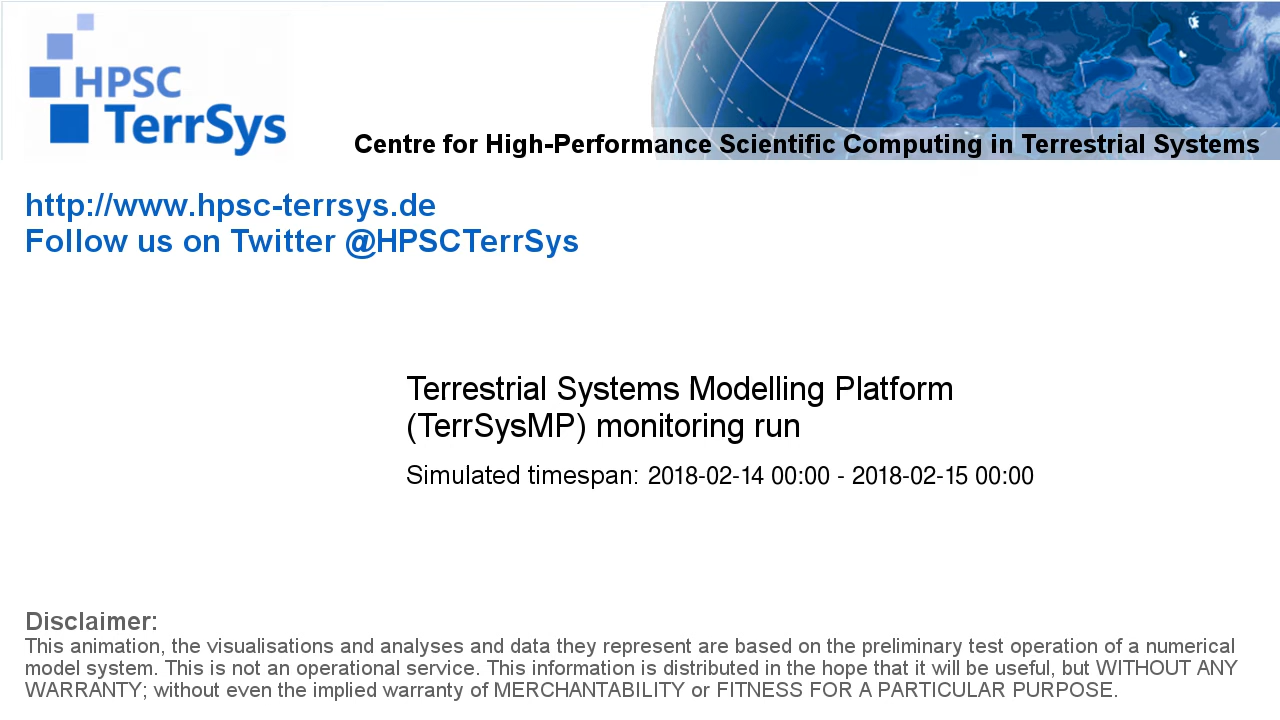 HPSC
TerrSys
Centre for High-Performance Scientific Computing in Terrestrial Systems
http://www.hpsc-terrsys.de
Follow us on Twitter @HPSCTerrSys
Terrestrial Systems Modelling Platform
(TerrSysMP) monitoring run
Simulated timespan: 2018-02-14 00:00 - 2018-02-15 00:00
Disclaimer:
This animation, the visualisations and analyses and data they represent are based on the preliminary test operation of a numerical
model system. This is not an operational service. This information is distributed in the hope that it will be useful, but WITHOUT ANY
WARRANTY; without even the implied warranty of MERCHANTABILITY or FITNESS FOR A PARTICULAR PURPOSE.